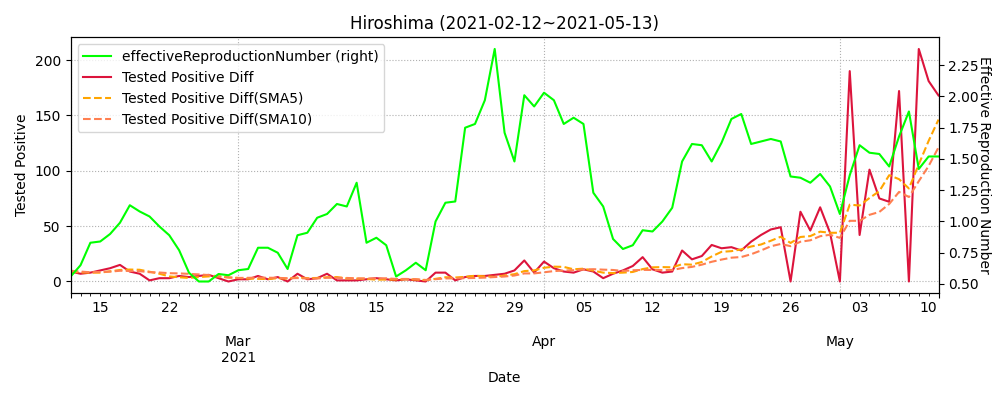 Hiroshima (2021-02-12~2021-05-13)
effectiveReproductionNumber (right)
Tested Positive Diff
Tested Positive Diff(SMA5)
Tested Positive Diff(SMA10)
Tested Positive
200
150
100
50
0
2.25
2.00
1.75
1.50
1.25
1.00
0.75
0.50
Effective Reproduction Number
15 22 08 15 22 29 05 12 19 26 03 10
Mar Apr May
2021
Date